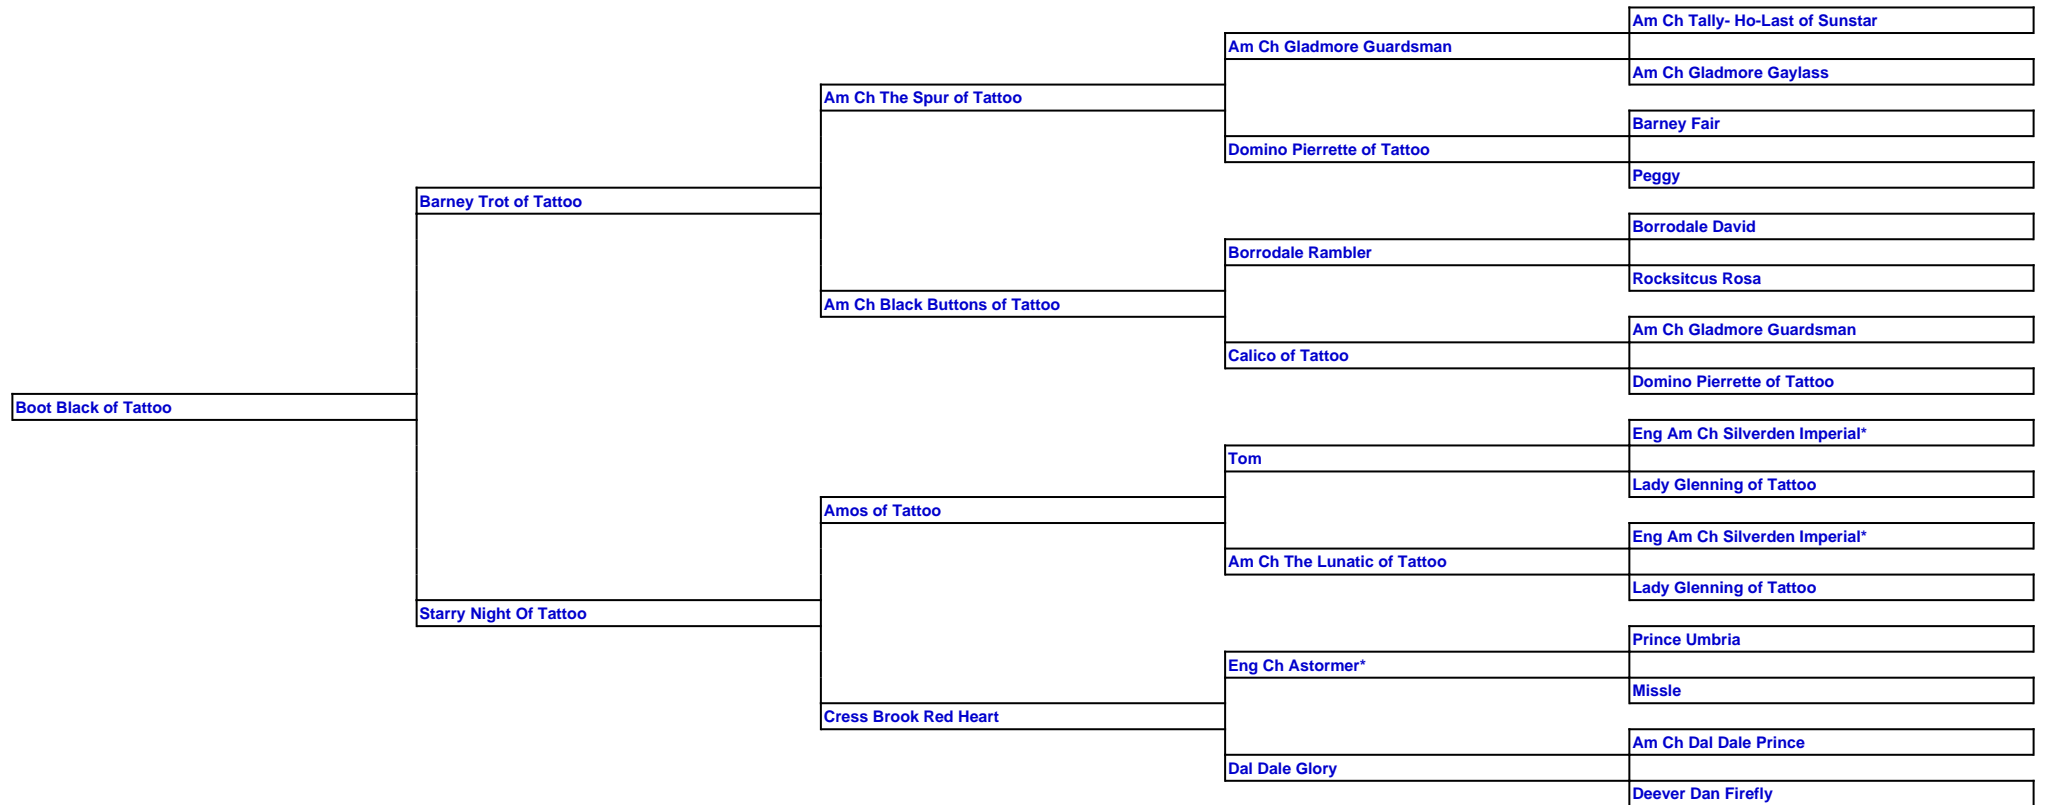 Am Ch Tally- Ho-Last of Sunstar
Am Ch Gladmore Guardsman
Am Ch Gladmore Gaylass
Am Ch The Spur of Tattoo
Barney Fair
Domino Pierrette of Tattoo
Peggy
Barney Trot of Tattoo
Borrodale David
Borrodale Rambler
Rocksitcus Rosa
Am Ch Black Buttons of Tattoo
Am Ch Gladmore Guardsman
Calico of Tattoo
Domino Pierrette of Tattoo
Boot Black of Tattoo
Eng Am Ch Silverden Imperial*
Tom
Lady Glenning of Tattoo
Amos of Tattoo
Eng Am Ch Silverden Imperial*
Am Ch The Lunatic of Tattoo
Lady Glenning of Tattoo
Starry Night Of Tattoo
Prince Umbria
Eng Ch Astormer*
Missle
Cress Brook Red Heart
Am Ch Dal Dale Prince
Dal Dale Glory
Deever Dan Firefly